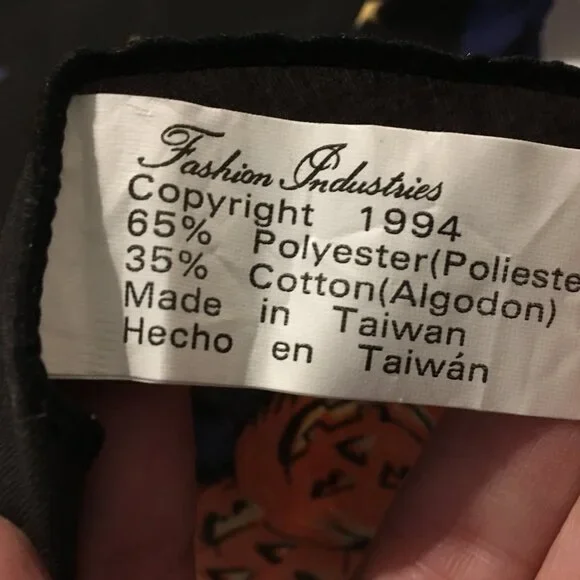 Fashion Industries
Copyright 1994
65% Polyester(Polieste
35% Cotton(Algodon)
Made in Taiwan
Hecho en Taiwán